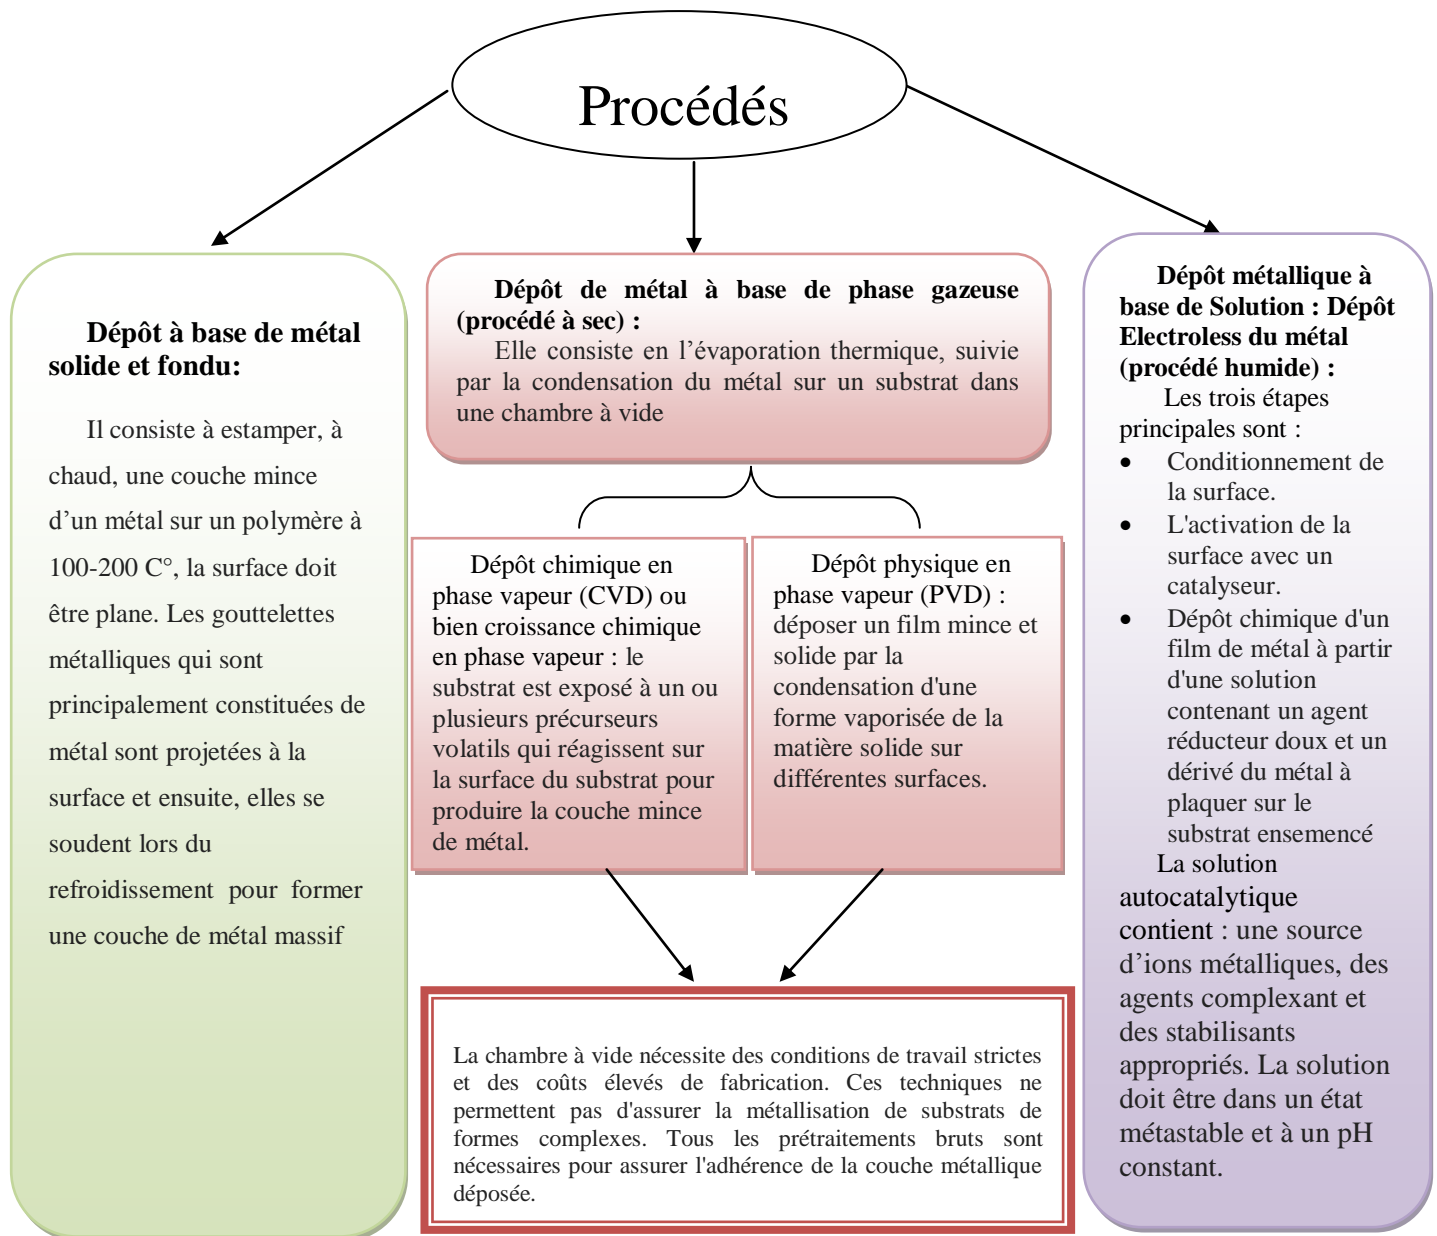 Procédés
Dépôt à base de métal
solide et fondu:
Il consiste à estamper, à
chaud, une couche mince
d’un métal sur un polymère à
100-200 C°, la surface doit
être plane. Les gouttelettes
métalliques qui sont
principalement constituées de
métal sont projetées à la
surface et ensuite, elles se
soudent lors du
refroidissement pour former
une couche de métal massif
Dépôt de métal à base de phase gazeuse
(procédé à sec) :
Elle consiste en l’évaporation thermique, suivie
par la condensation du métal sur un substrat dans
une chambre à vide
Dépôt chimique en
phase vapeur (CVD) ou
bien croissance chimique
en phase vapeur : le
substrat est exposé à un ou
plusieurs précurseurs
volatils qui réagissent sur
la surface du substrat pour
produire la couche mince
de métal.
Dépôt physique en
phase vapeur (PVD) :
déposer un film mince et
solide par la
condensation d'une
forme vaporisée de la
matière solide sur
différentes surfaces.
La chambre à vide nécessite des conditions de travail strictes
et des coûts élevés de fabrication. Ces techniques ne
permettent pas d'assurer la métallisation de substrats de
formes complexes. Tous les prétraitements bruts sont
nécessaires pour assurer l'adhérence de la couche métallique
déposée.
Dépôt métallique à
base de Solution : Dépôt
Electroless du métal
(procédé humide) :
Les trois étapes
principales sont :
• Conditionnement de
la surface.
• L'activation de la
surface avec un
catalyseur.
• Dépôt chimique d'un
film de métal à partir
d'une solution
contenant un agent
réducteur doux et un
dérivé du métal à
plaquer sur le
substrat ensemencé
La solution
autocatalytique
contient : une source
d’ions métalliques, des
agents complexant et
des stabilisants
appropriés. La solution
doit être dans un état
métastable et à un pH
constant.